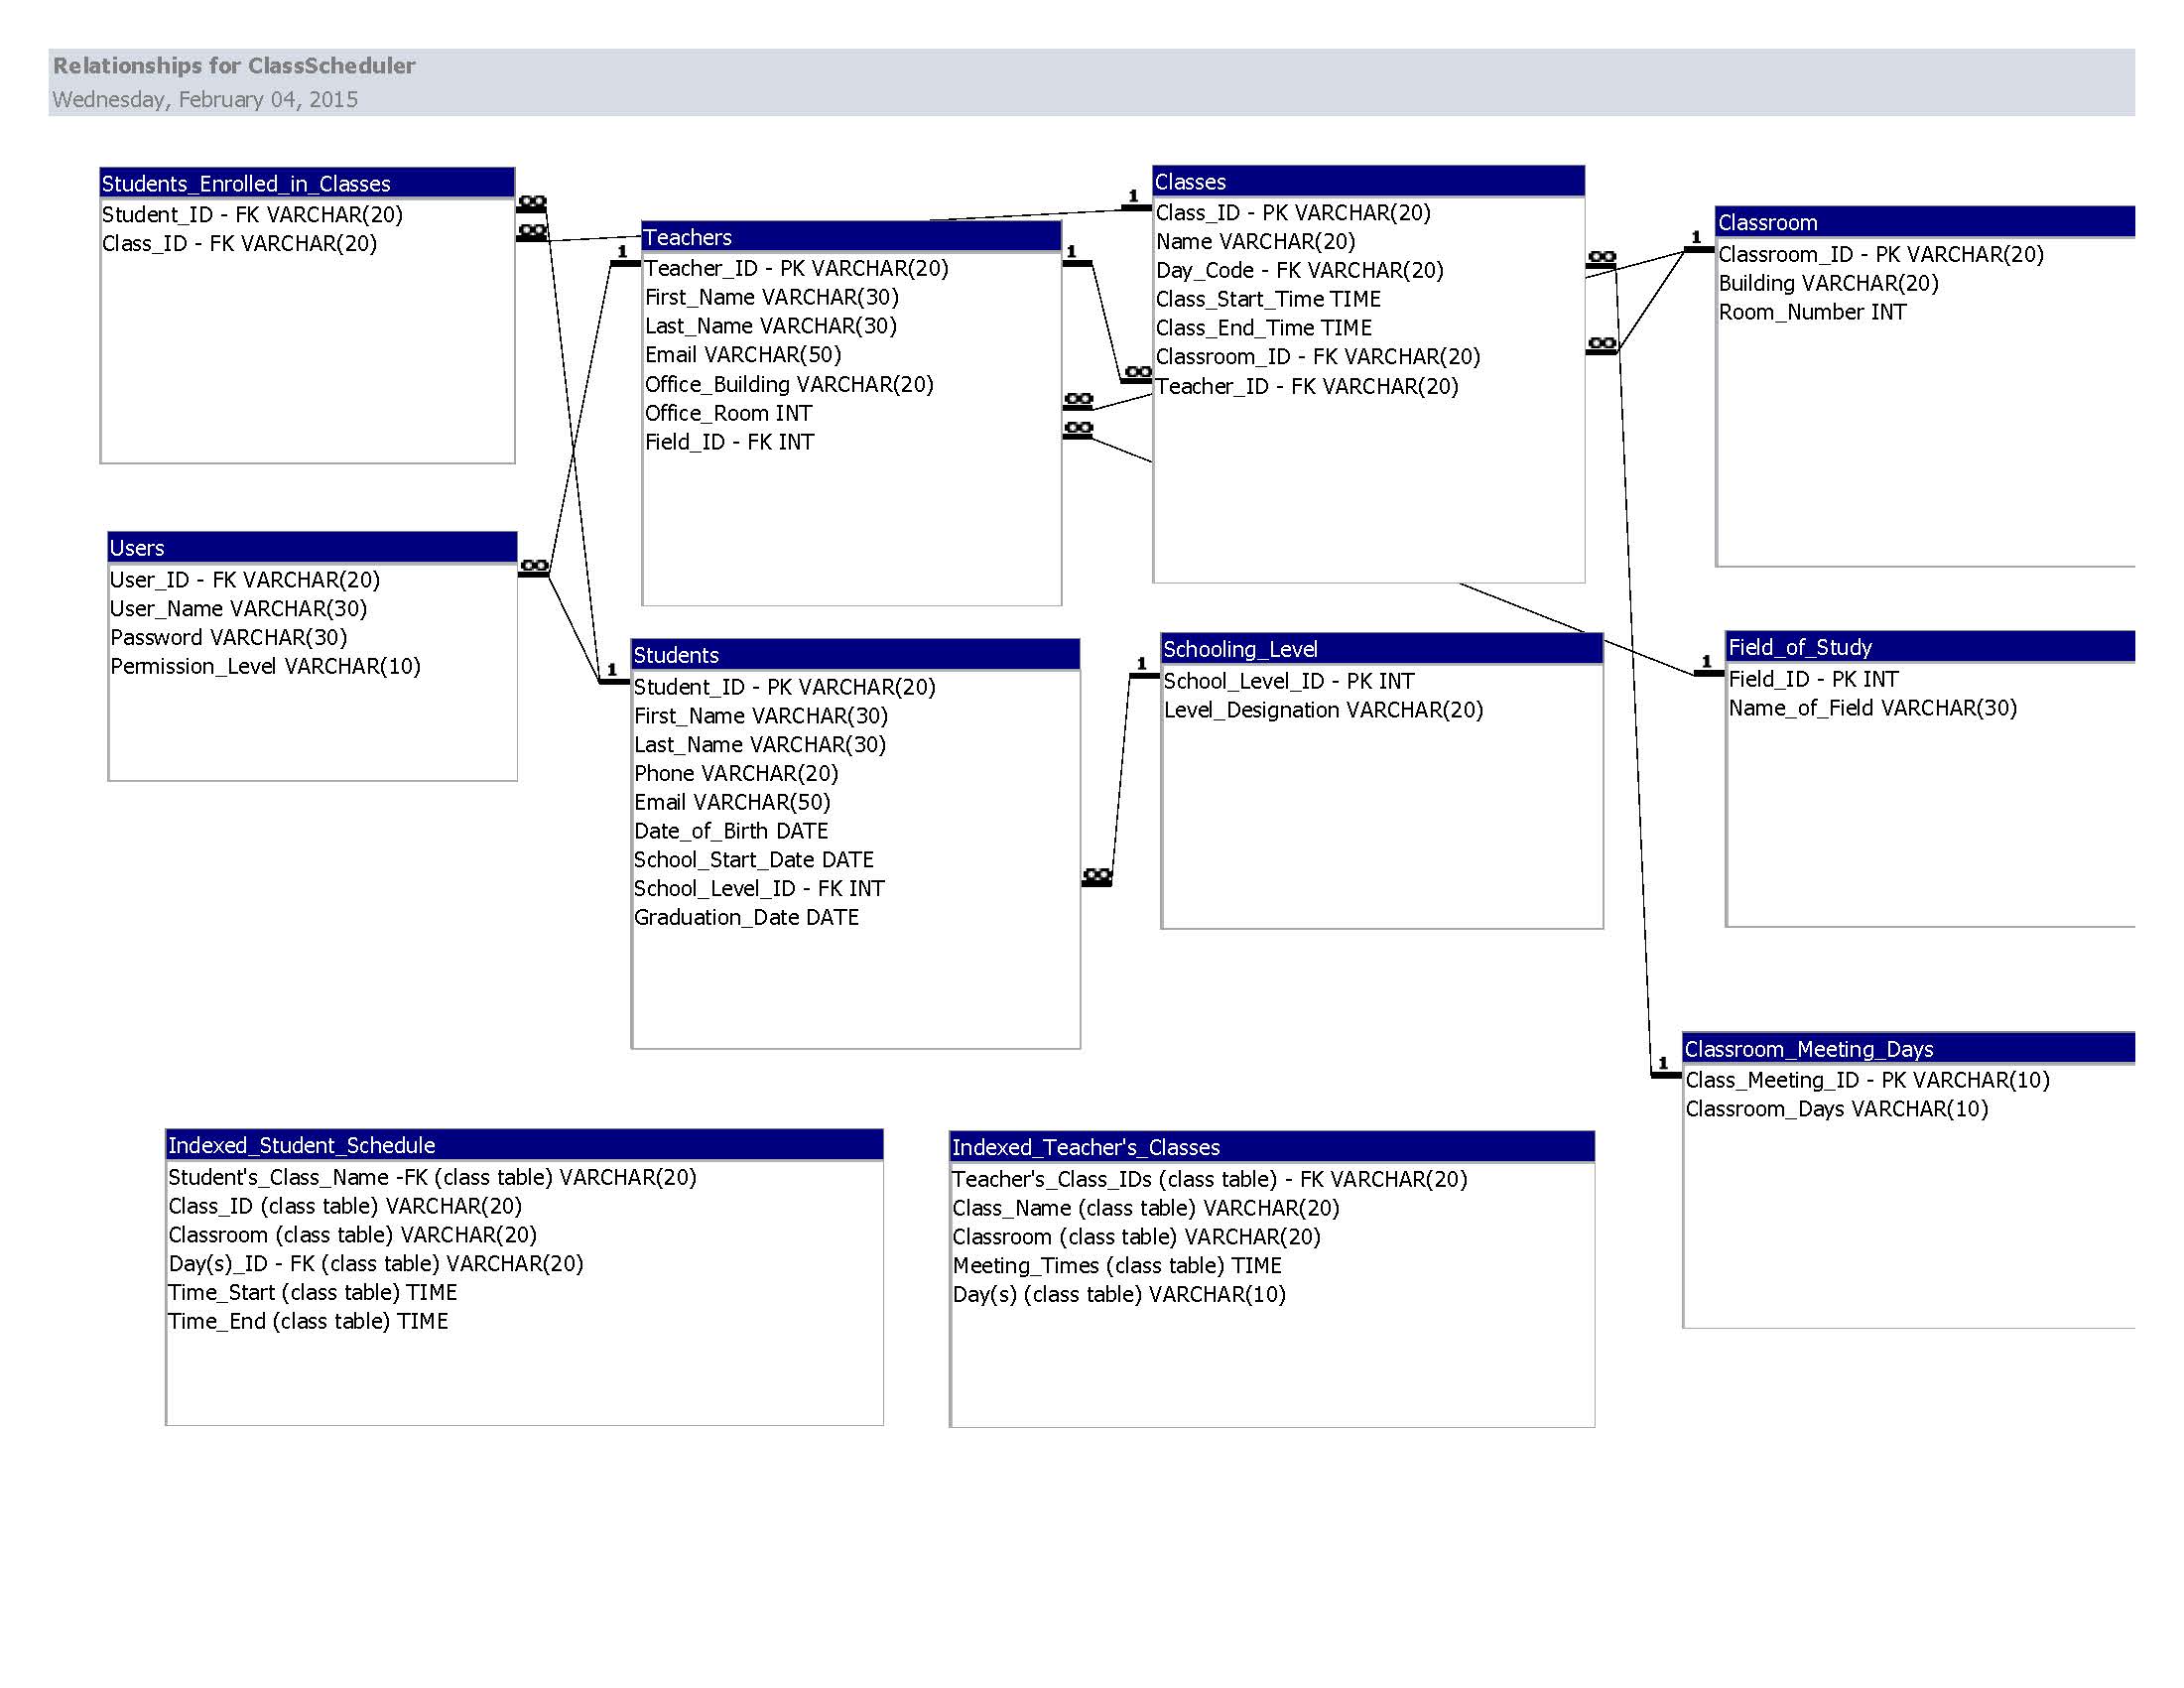 Relationships for ClassScheduler
Wednesday, February 04, 2015
Students_Enrolled_in_Classes
Student_ID - FK VARCHAR(20)
Class_ID - FK VARCHAR(20)
∞
∞
Teachers
Teacher_ID - PK VARCHAR(20)
First_Name VARCHAR(30)
Last_Name VARCHAR(30)
Email VARCHAR(50)
Office_Building VARCHAR(20)
Office_Room INT
Field_ID - FK INT
1
1
∞
∞
Classes
Class_ID - PK VARCHAR(20)
Name VARCHAR(20)
Day_Code - FK VARCHAR(20)
Class_Start_Time TIME
Class_End_Time TIME
Classroom_ID - FK VARCHAR(20)
Teacher_ID - FK VARCHAR(20)
1
∞
∞
∞
Classroom
Classroom_ID - PK VARCHAR(20)
Building VARCHAR(20)
Room_Number INT
1
Users
User_ID - FK VARCHAR(20)
User_Name VARCHAR(30)
Password VARCHAR(30)
Permission_Level VARCHAR(10)
∞
Students
Student_ID - PK VARCHAR(20)
First_Name VARCHAR(30)
Last_Name VARCHAR(30)
Phone VARCHAR(20)
Email VARCHAR(50)
Date_of_Birth DATE
School_Start_Date DATE
School_Level_ID - FK INT
Graduation_Date DATE
1
∞
Schooling_Level
School_Level_ID - PK INT
Level_Designation VARCHAR(20)
1
Field_of_Study
Field_ID - PK INT
Name_of_Field VARCHAR(30)
1
Classroom_Meeting_Days
Class_Meeting_ID - PK VARCHAR(10)
Classroom_Days VARCHAR(10)
1
Indexed_Student_Schedule
Student's_Class_Name -FK (class table) VARCHAR(20)
Class_ID (class table) VARCHAR(20)
Classroom (class table) VARCHAR(20)
Day(s)_ID - FK (class table) VARCHAR(20)
Time_Start (class table) TIME
Time_End (class table) TIME
Indexed_Teacher's_Classes
Teacher's_Class_IDs (class table) - FK VARCHAR(20)
Class_Name (class table) VARCHAR(20)
Classroom (class table) VARCHAR(20)
Meeting_Times (class table) TIME
Day(s) (class table) VARCHAR(10)